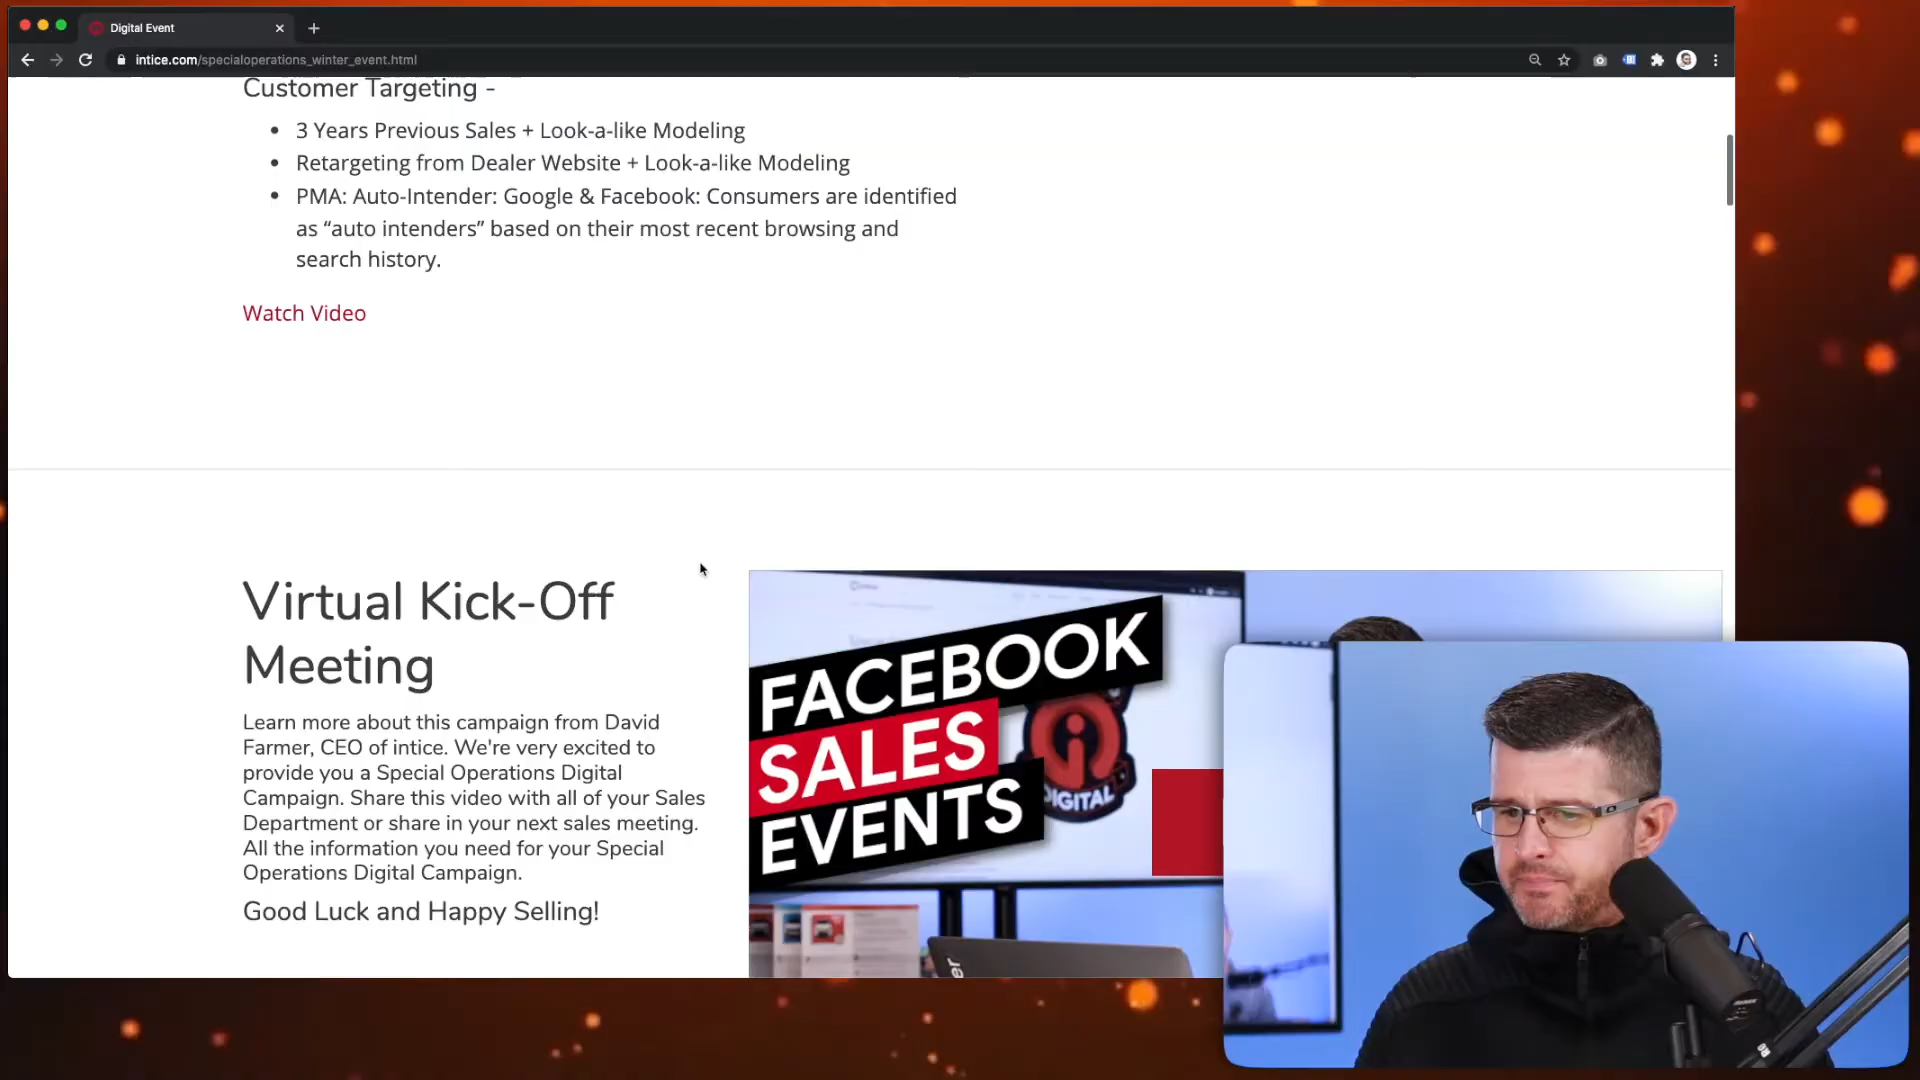 Digital Event
intice.com/specialoperations_winter_event.html
Customer Targeting -
• 3 Years Previous Sales + Look-a-like Modeling
• Retargeting from Dealer Website + Look-a-like Modeling
• PMA: Auto-Intender: Google & Facebook: Consumers are identified
as “auto intenders” based on their most recent browsing and
search history.
Watch Video
Virtual Kick-Off
Meeting
Learn more about this campaign from David
Farmer, CEO of intice. We're very excited to
provide you a Special Operations Digital
Campaign. Share this video with all of your Sales
Department or share in your next sales meeting.
All the information you need for your Special
Operations Digital Campaign.
Good Luck and Happy Selling!
FACEBOOK
SALES
EVENTS
DIGITAL